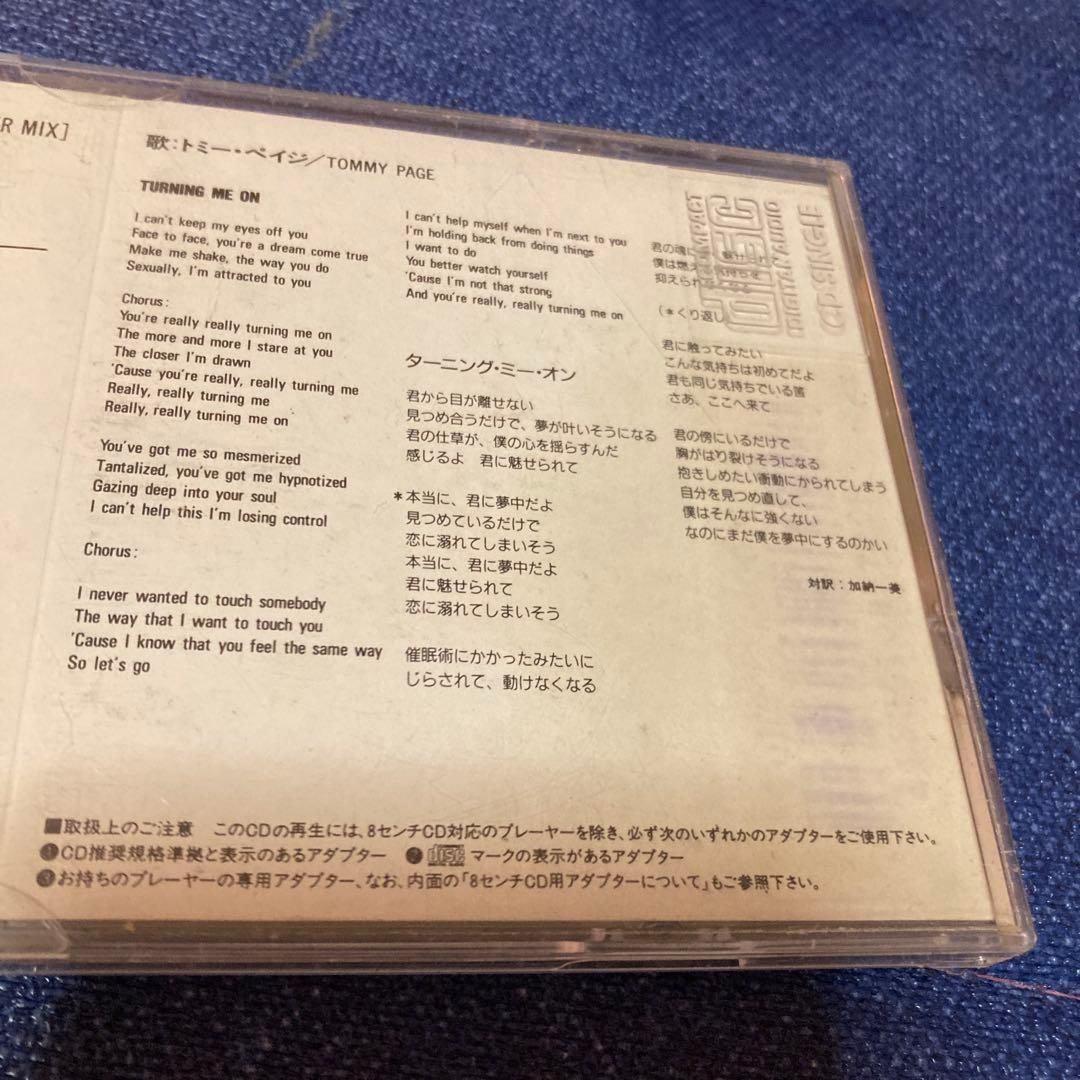 R MIX]
歌:トミー・ペイジ/TOMMY PAGE
TURNING ME ON
I can't keep my eyes off you
Face to face, you're a dream come true
Make me shake, the way you do
Sexually, I'm attracted to you
Chorus:
You're really really turning me on
The more and more I stare at you
The closer I'm drawn
'Cause you're really, really turning me
Really, really turning me
Really, really turning me on
You've got me so mesmerized
Tantalized, you've got me hypnotized
Gazing deep into your soul
I can't help this I'm losing control
Chorus:
I never wanted to touch somebody
The way that I want to touch you
'Cause I know that you feel the same way
So let's go
I can't help myself when I'm next to you
I'm holding back from doing things
I want to do
You better watch yourself
'Cause I'm not that strong
And you're really, really turning me on
ターニング・ミー・オン
君から目が離せない
見つめ合うだけで、夢が叶いそうになる
君の仕草が、僕の心を揺らすんだ
感じるよ 君に魅せられて
*本当に、君に夢中だよ
見つめているだけで
恋に溺れてしまいそう
本当に、君に夢中だよ
君に魅せられて
恋に溺れてしまいそう
催眠術にかかったみたいに
じらされて、動けなくなる
君の魂に
僕は燃え
抑えられ
(*くり返し
君に触ってみたい
こんな気持ちは初めてだよ
君も同じ気持ちでいる筈
さあ、ここへ来て
君の傍にいるだけで
胸がはり裂けそうになる
抱きしめたい衝動にかられてしまう
自分を見つめ直して、
僕はそんなに強くない
なのにまだ僕を夢中にするのかい
対訳:加納一美
COMPACT
disc
DIGITAL AUDIO
CD SINGLE
■取扱上のご注意 このCDの再生には、8センチCD対応のプレーヤーを除き、必ず次のいずれかのアダプターをご使用下さい。
❶CD推奨規格準拠と表示のあるアダプター ❷disc マークの表示があるアダプター
❸お持ちのプレーヤーの専用アダプター、なお、内面の「8センチCD用アダプターについて」もご参照下さい。